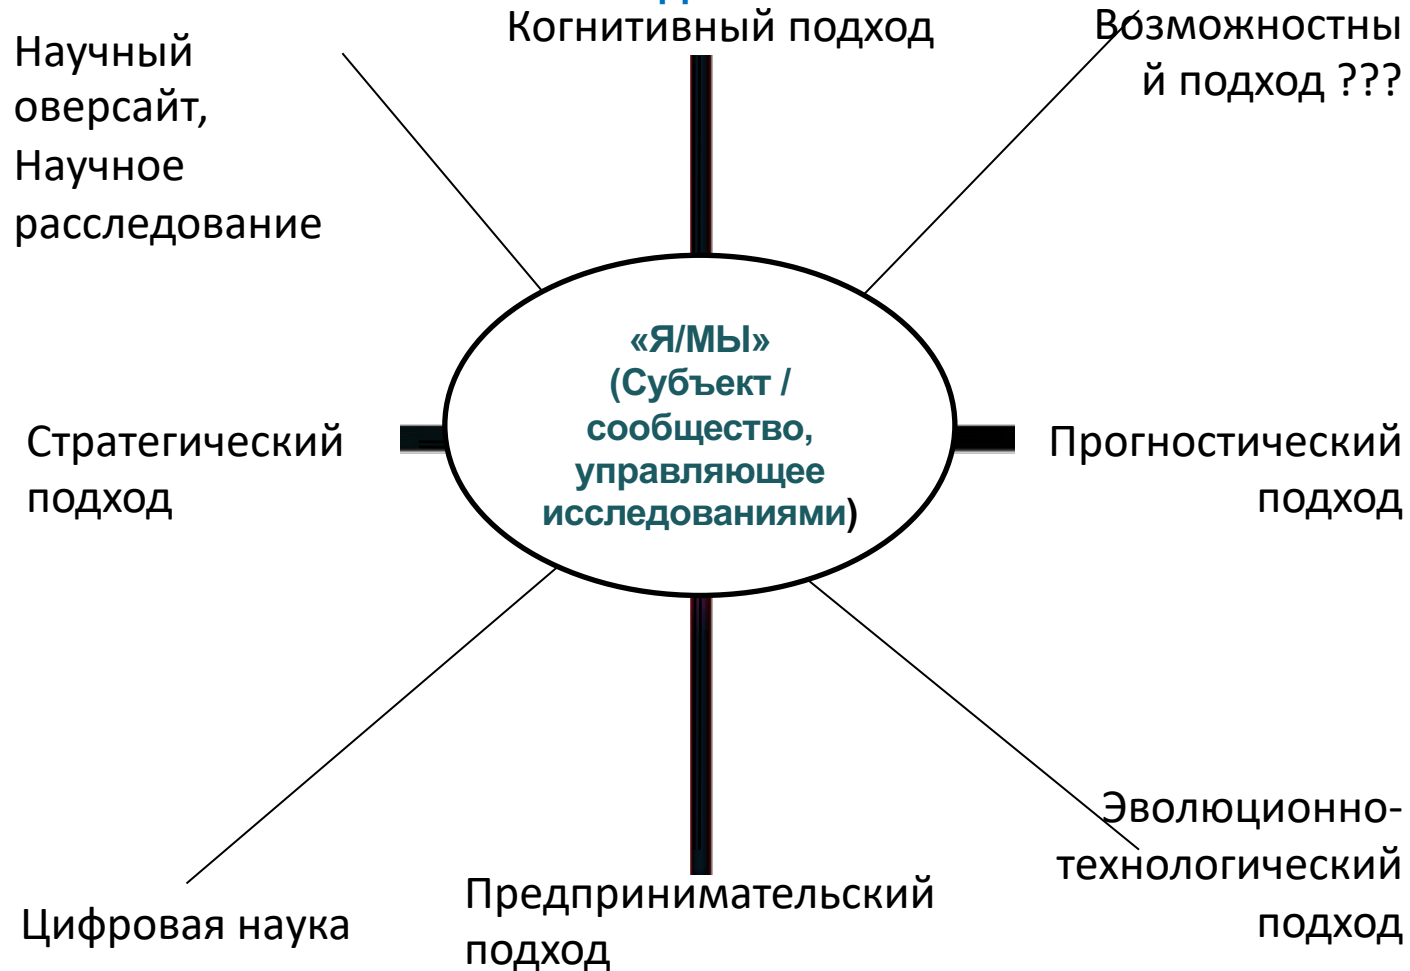 Когнитивный подход
Научный
оверсайт,
Научное
расследование
Возможностны
й подход ???
«Я/МЫ»
(Субъект /
сообщество,
управляющее
исследованиями)
Стратегический
подход
Прогностический
подход
Цифровая наука
Предпринимательский
подход
Эволюционно-
технологический
подход